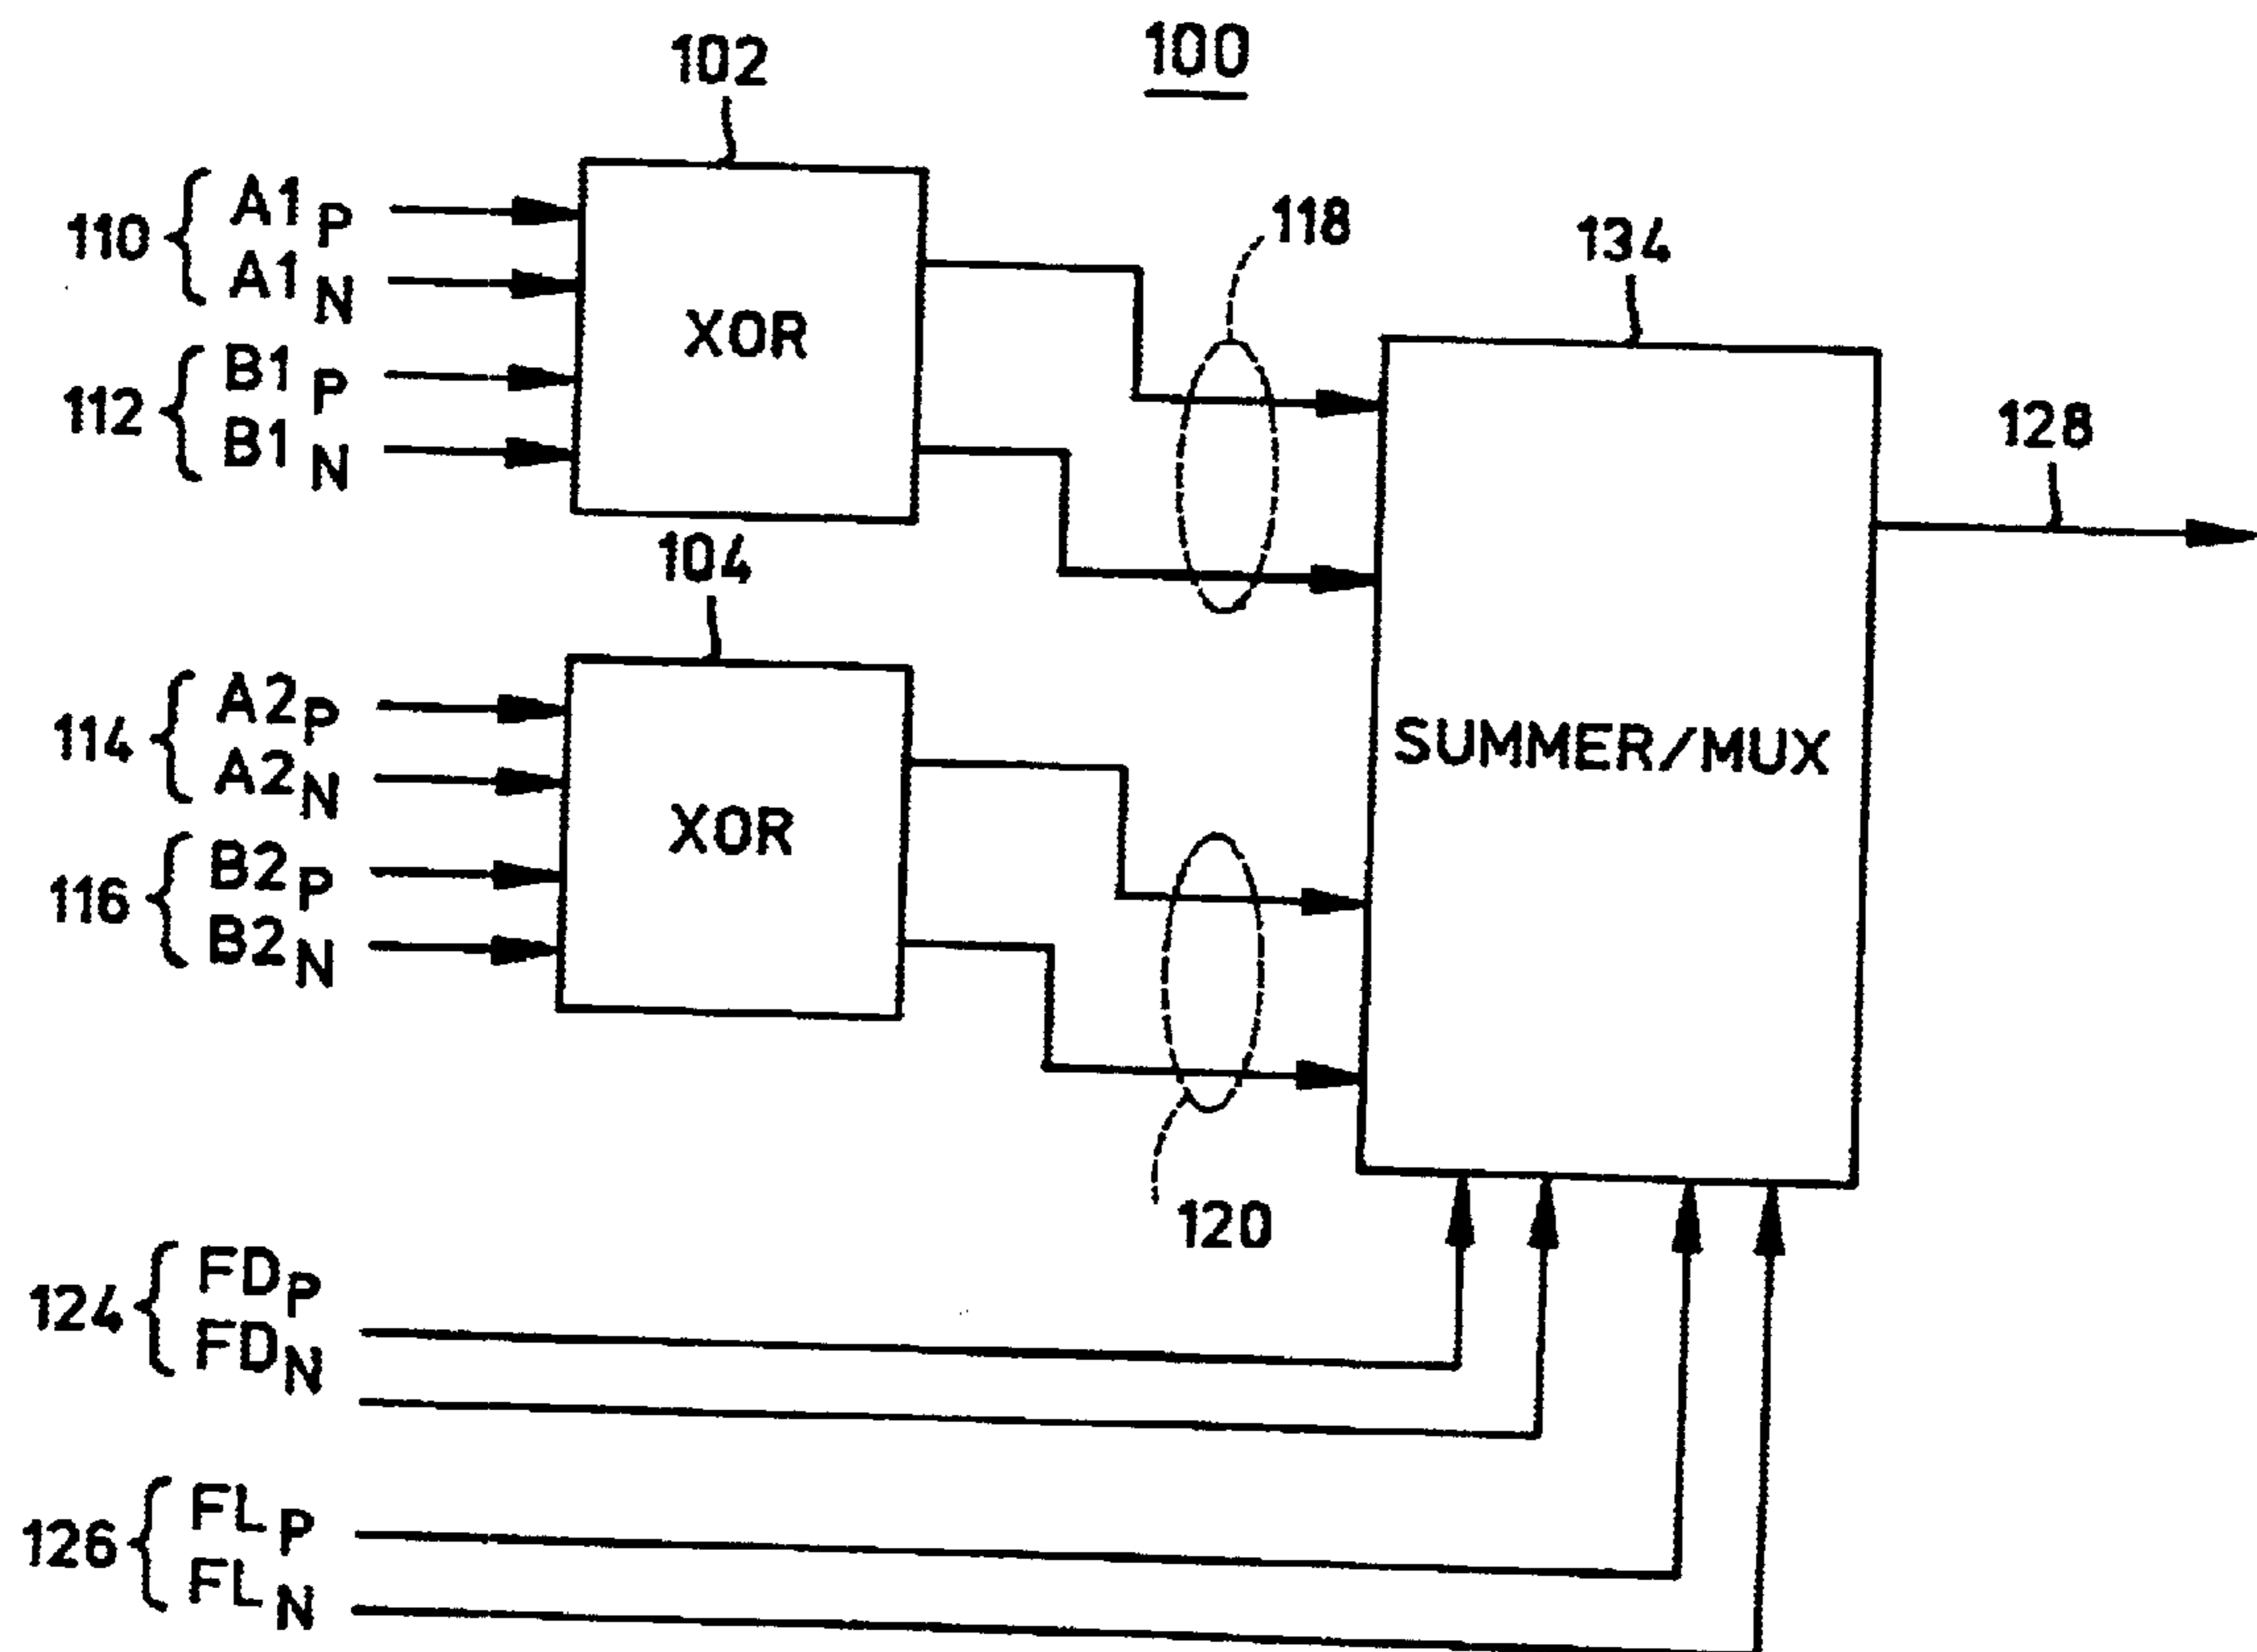 100
102
110 { A1P
A1N
112 { B1P
B1N
XOR
118
134
128
104
114 { A2P
A2N
116 { B2P
B2N
XOR
SUMMER/MUX
120
124 { FDP
FDN
126 { FLP
FLN